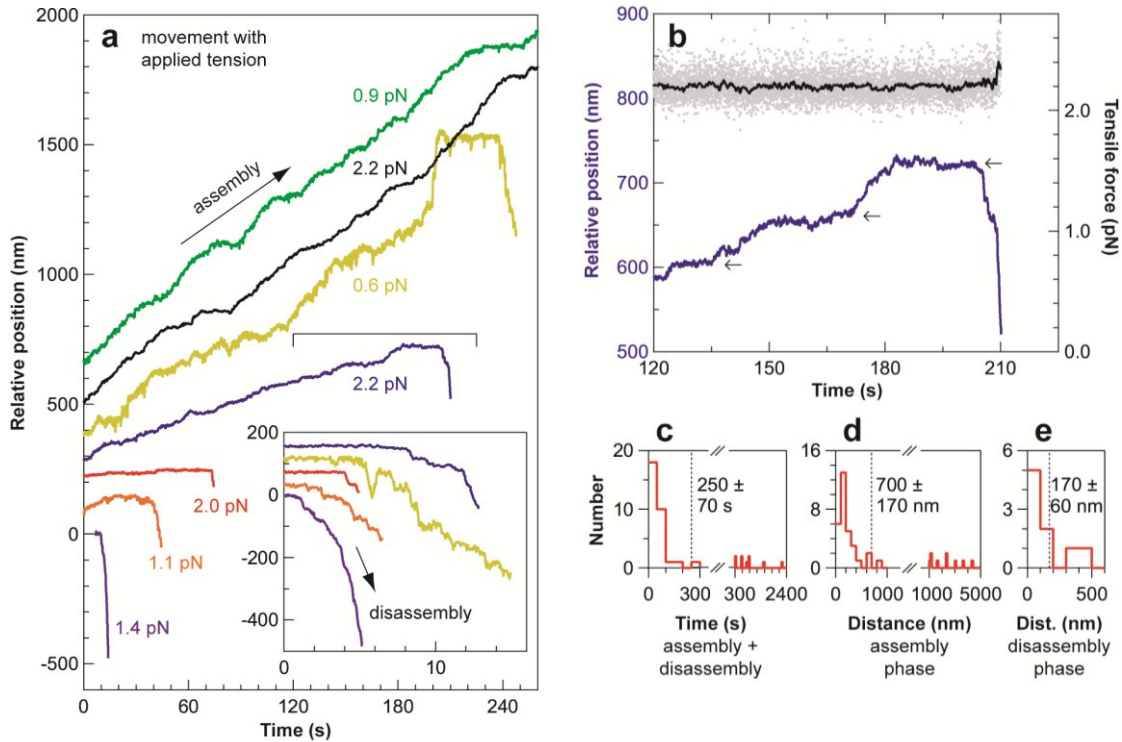 a
movement with
applied tension
2000
1500
1000
500
0
-500
Relative position (nm)
0.9 pN
assembly
2.2 pN
0.6 pN
2.2 pN
2.0 pN
1.1 pN
1.4 pN
200
0
-200
-400
disassembly
0
10
0
60
120
180
240
Time (s)
b
900
800
700
600
500
Relative position (nm)
2.0
1.0
0.0
Tensile force (pN)
120
150
180
210
Time (s)
c
20
10
0
Number
250 ±
70 s
0
300
300
2400
Time (s)
assembly +
disassembly
d
16
12
8
4
0
700 ±
170 nm
0
1000
1000
5000
Distance (nm)
assembly
phase
e
6
3
0
170 ±
60 nm
0
500
Dist. (nm)
disassembly
phase